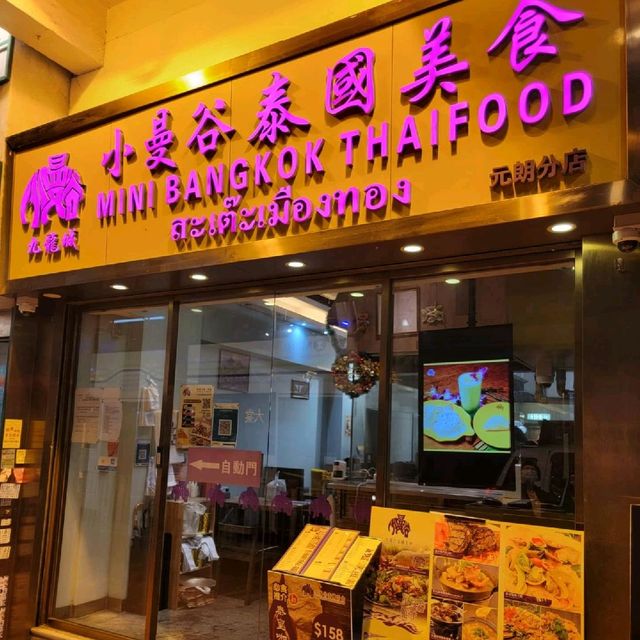 小曼谷泰國美食
MINI BANGKOK THAIFOOD
สะเต๊ะเมืองทอง
九龍城
元朗分店
自動門
$158